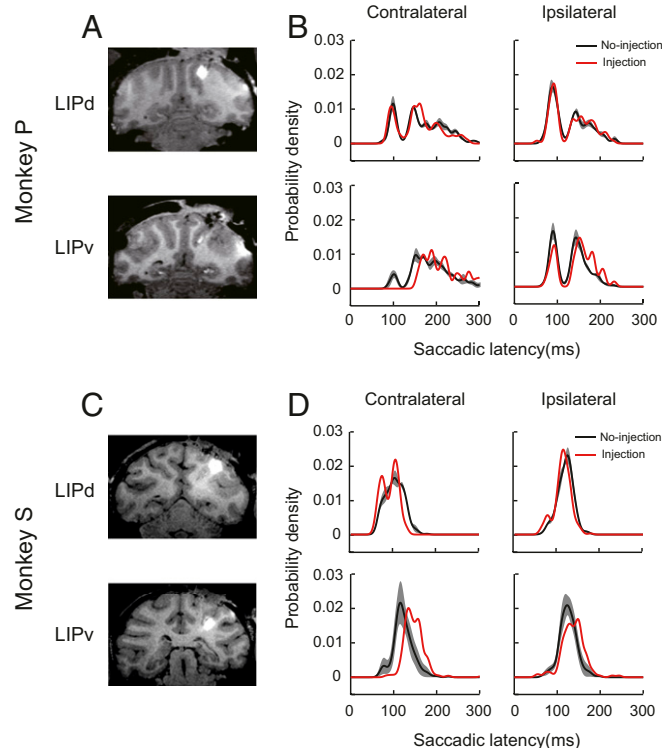 A
B
Contralateral
Ipsilateral
Monkey P
LIPd
LIPv
Probability density
0.03
0.02
0.01
0
No-injection
Injection
0.03
0.02
0.01
0
0 100 200 300
0 100 200 300
Saccadic latency(ms)
C
D
Contralateral
Ipsilateral
Monkey S
LIPd
LIPv
Probability density
0.03
0.02
0.01
0
No-injection
Injection
0.03
0.02
0.01
0
0 100 200 300
0 100 200 300
Saccadic latency(ms)